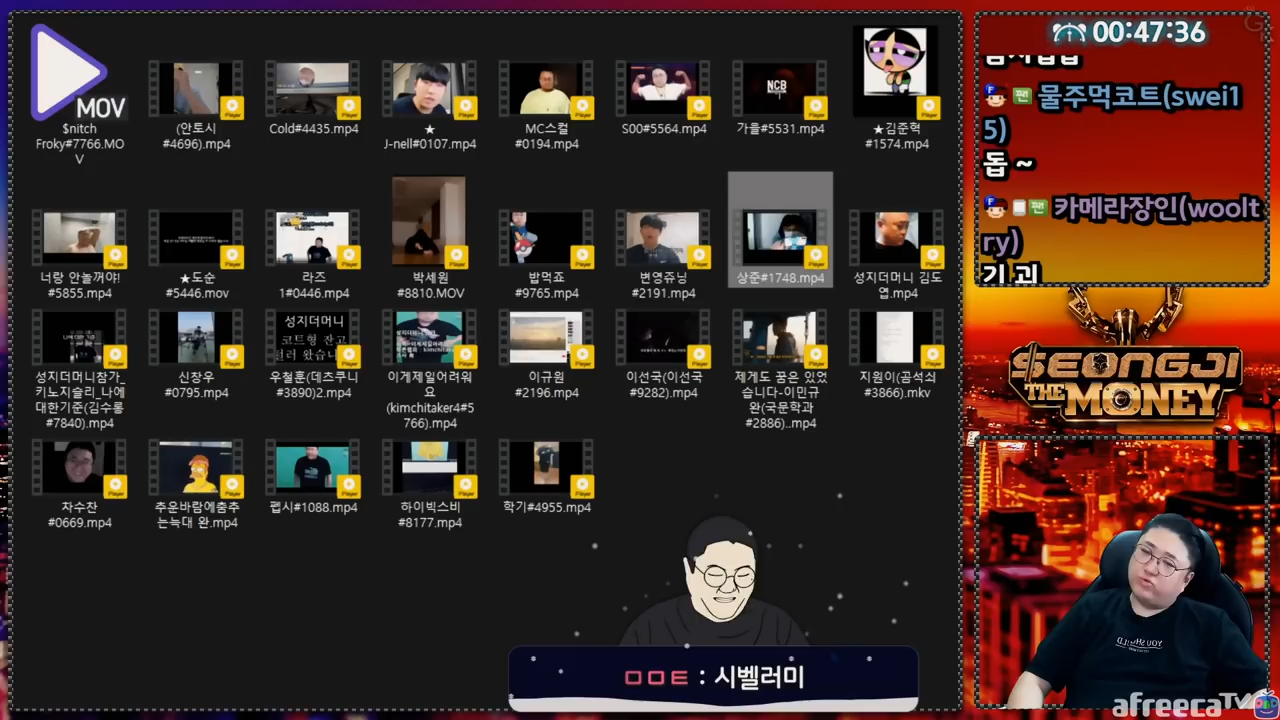 MOV
$nitch
Froky#7766.MO
V
(안토시
#4696).mp4
Cold#4435.mp4
★
J-nell#0107.mp4
MC스컬
#0194.mp4
S00#5564.mp4
NCB
가을#5531.mp4
★김준혁
#1574.mp4
너랑 안놀꺼야!
#5855.mp4
★도순
#5446.mov
라즈
1#0446.mp4
박세원
#8810.MOV
밥먹죠
#9765.mp4
변영쥬닝
#2191.mp4
상준#1748.mp4
성지더머니 김도
엽.mp4
성지더머니참가_
키노지슬리_나에
대한기준(김수롱
#7840).mp4
신창우
#0795.mp4
성지더머니
코트형 잔고
털러 왔습니
우철훈(데츠쿠니
#3890)2.mp4
이게제일어려워
요
(kimchitaker4#5
766).mp4
이규원
#2196.mp4
이선국(이선국
#9282).mp4
제게도 꿈은 있었
습니다-이민규
완(국문학과
#2886)..mp4
지원이(곰석쇠
#3866).mkv
차수찬
#0669.mp4
추운바람에춤추
는늑대 완.mp4
렙시#1088.mp4
하이빅스비
#8177.mp4
학기#4955.mp4
ㅁㅁㅌ : 시벨러미
00:47:36
물주먹코트(swei1
5)
돕 ~
카메라장인(woolt
ry)
기 괴
$EONGJI
THE MONEY
afreecaTV